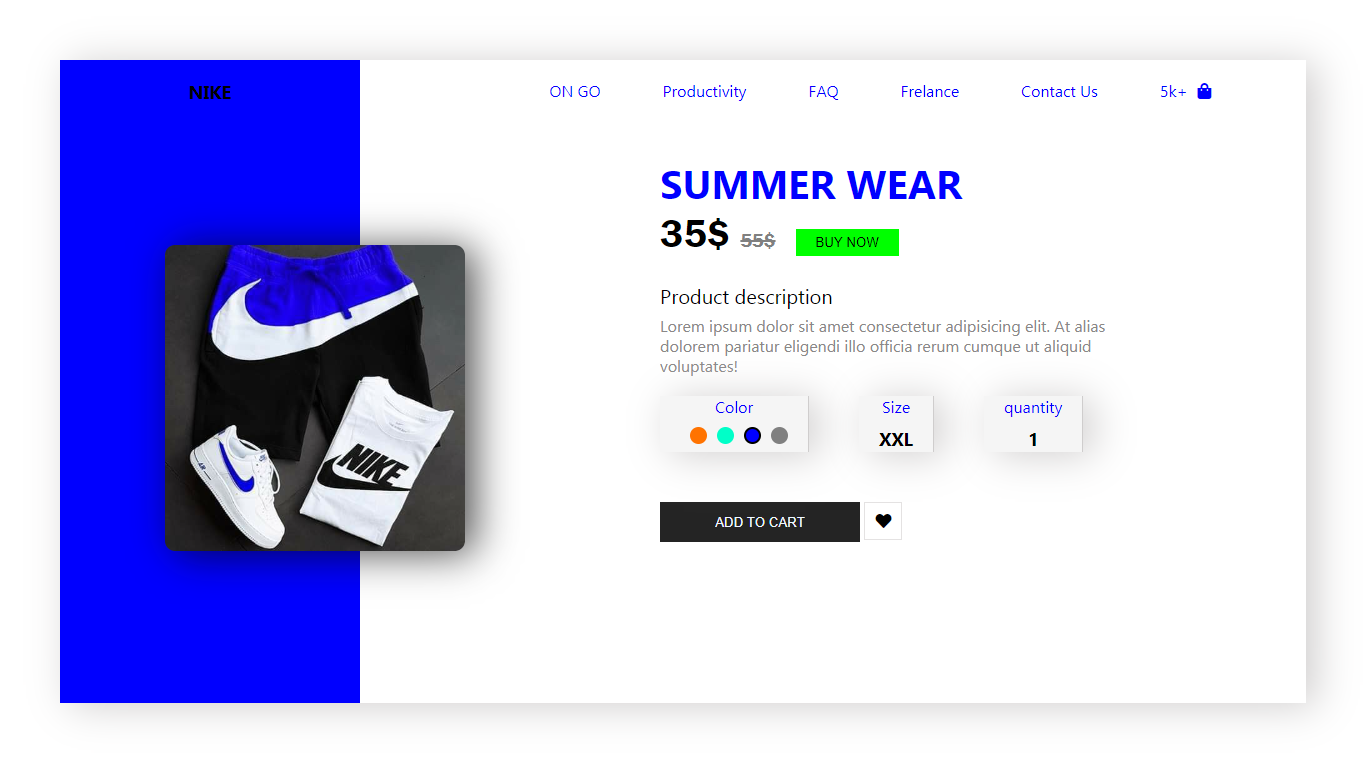 NIKE
ON GO
Productivity
FAQ
Frelance
Contact Us
5k+
SUMMER WEAR
35$ 55$ BUY NOW
Product description
Lorem ipsum dolor sit amet consectetur adipisicing elit. At alias
dolorem pariatur eligendi illo officia rerum cumque ut aliquid
voluptates!
Color
Size
XXL
quantity
1
NIKE
ADD TO CART